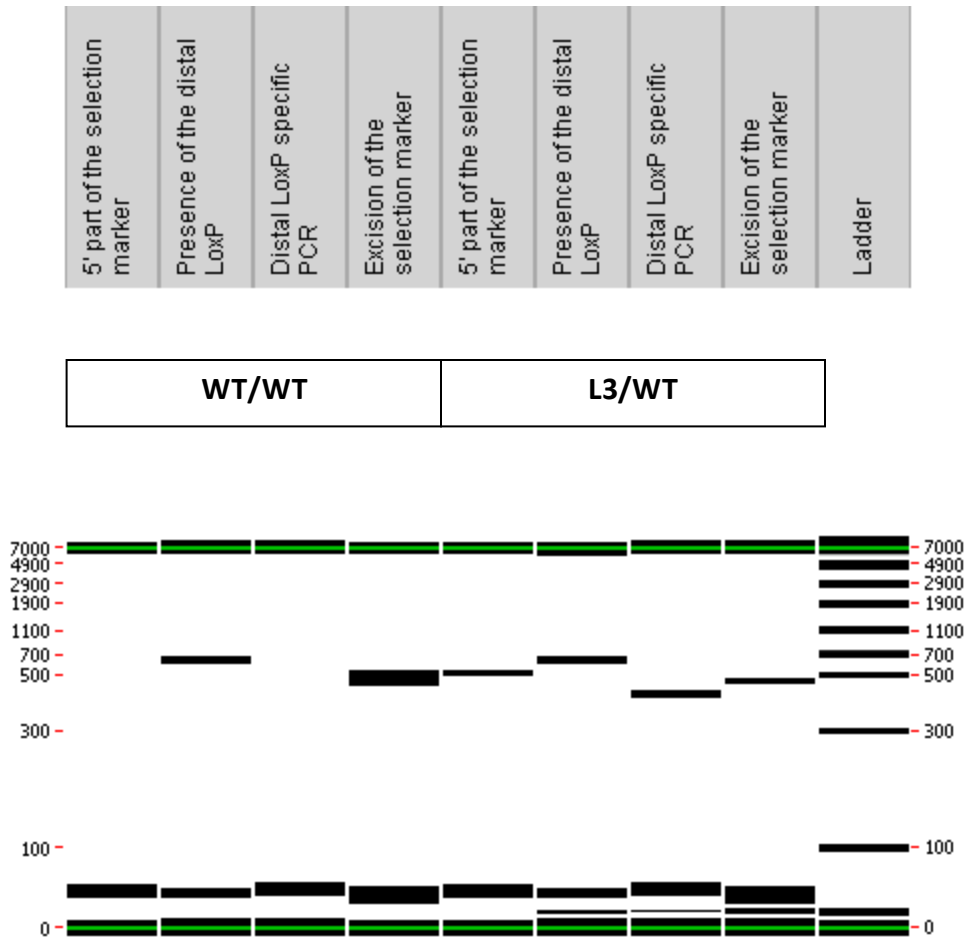 5' part of the selection
marker
Presence of the distal
LoxP
Distal LoxP specific
PCR
Excision of the
selection marker
5' part of the selection
marker
Presence of the distal
LoxP
Distal LoxP specific
PCR
Excision of the
selection marker
Ladder
WT/WT
L3/WT
7000
4900
2900
1900
1100
700
500
300
100
0
7000
4900
2900
1900
1100
700
500
300
100
0